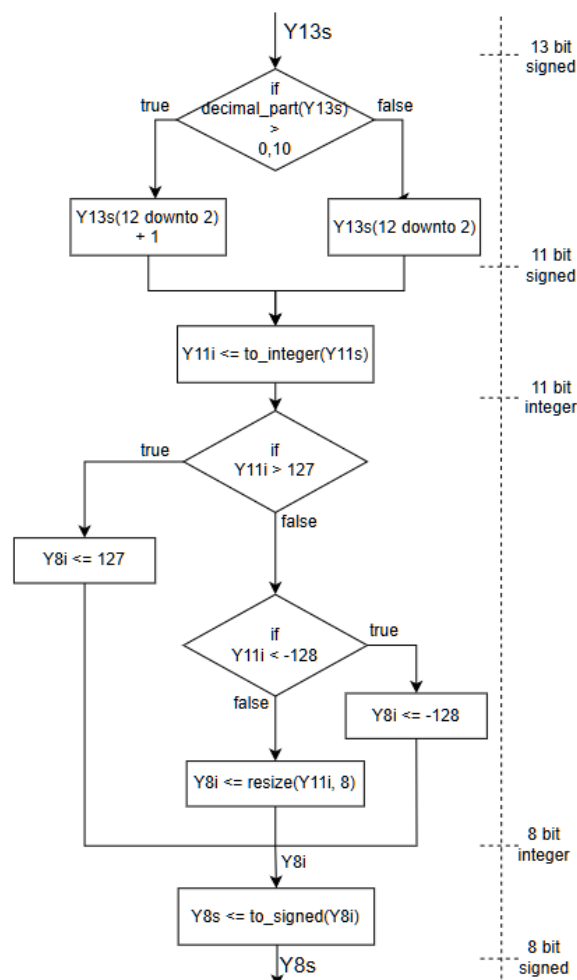 Y13s
13 bit
signed
if
decimal_part(Y13s)
>
0,10
true
false
Y13s(12 downto 2)
+ 1
Y13s(12 downto 2)
11 bit
signed
Y11i <= to_integer(Y11s)
11 bit
integer
if
Y11i > 127
true
false
Y8i <= 127
if
Y11i < -128
true
false
Y8i <= -128
Y8i <= resize(Y11i, 8)
8 bit
integer
Y8i
Y8s <= to_signed(Y8i)
Y8s
8 bit
signed